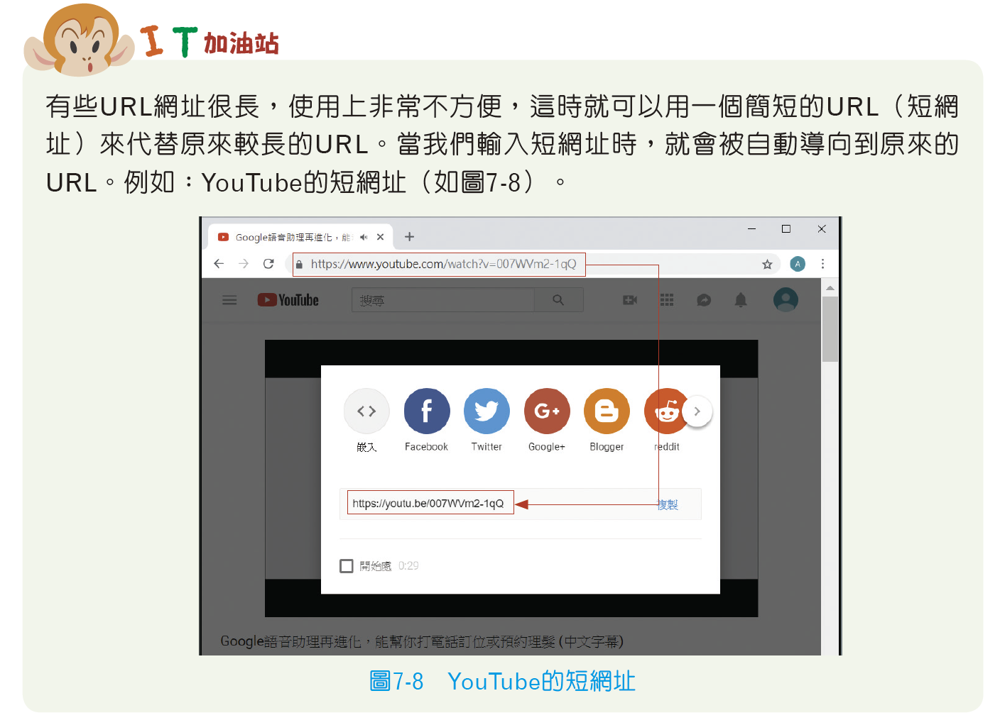 IT加油站
有些URL網址很長，使用上非常不方便，這時就可以用一個簡短的URL（短網
址）來代替原來較長的URL。當我們輸入短網址時，就會被自動導向到原來的
URL。例如：YouTube的短網址（如圖7-8）。
Google語音助理再進化，能
https://www.youtube.com/watch?v=007WVm2-1qQ
A
YouTube
搜尋
嵌入
Facebook
Twitter
Google+
Blogger
reddit
https://youtu.be/007WVm2-1qQ
複製
開始處 0:29
Google語音助理再進化，能幫你打電話訂位或預約理髮 (中文字幕)
圖7-8 YouTube的短網址